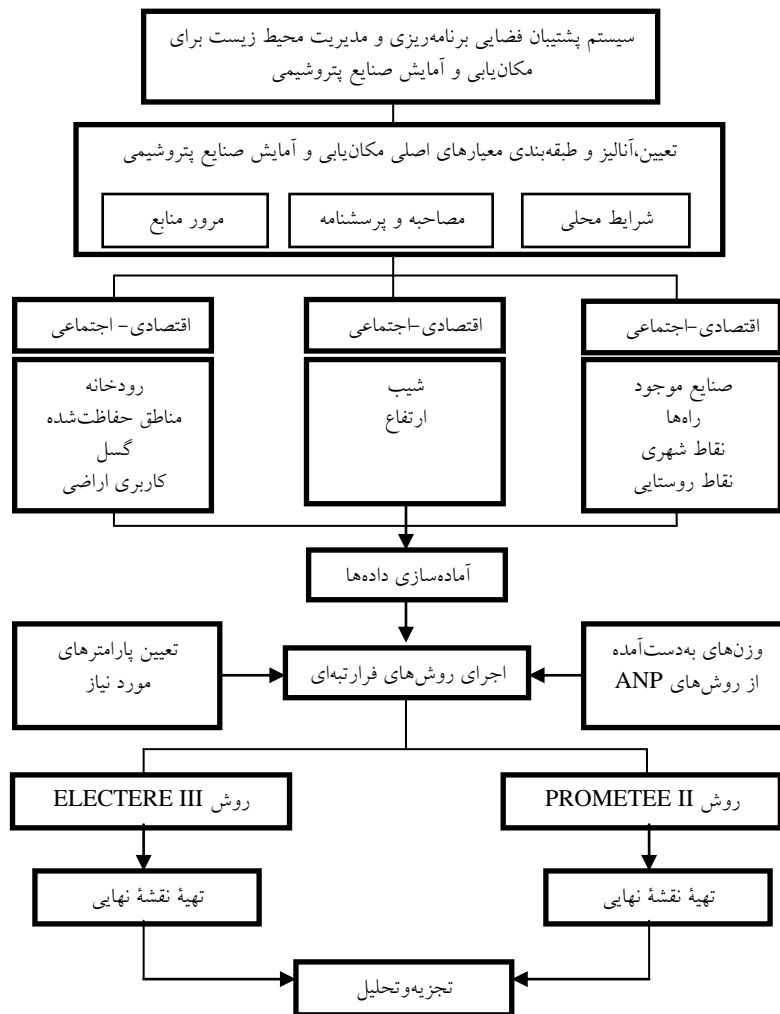 سیستم پشتیبان فضایی برنامه‌ریزی و مدیریت محیط زیست برای
مکان‌یابی و آمایش صنایع پتروشیمی
تعیین،آنالیز و طبقه‌بندی معیارهای اصلی مکان‌یابی و آمایش صنایع پتروشیمی
شرایط محلی
مصاحبه و پرسشنامه
مرور منابع
اقتصادی-اجتماعی
اقتصادی-اجتماعی
اقتصادی- اجتماعی
صنایع موجود
راه‌ها
نقاط شهری
نقاط روستایی
شیب
ارتفاع
رودخانه
مناطق حفاظت‌شده
گسل
کاربری اراضی
آماده‌سازی داده‌ها
وزن‌های به‌دست‌آمده
از روش‌های ANP
اجرای روش‌های فرارتبه‌ای
تعیین پارامترهای
مورد نیاز
روش PROMETEE II
روش ELECTERE III
تهیهٔ نقشهٔ نهایی
تهیهٔ نقشهٔ نهایی
تجزیه‌وتحلیل